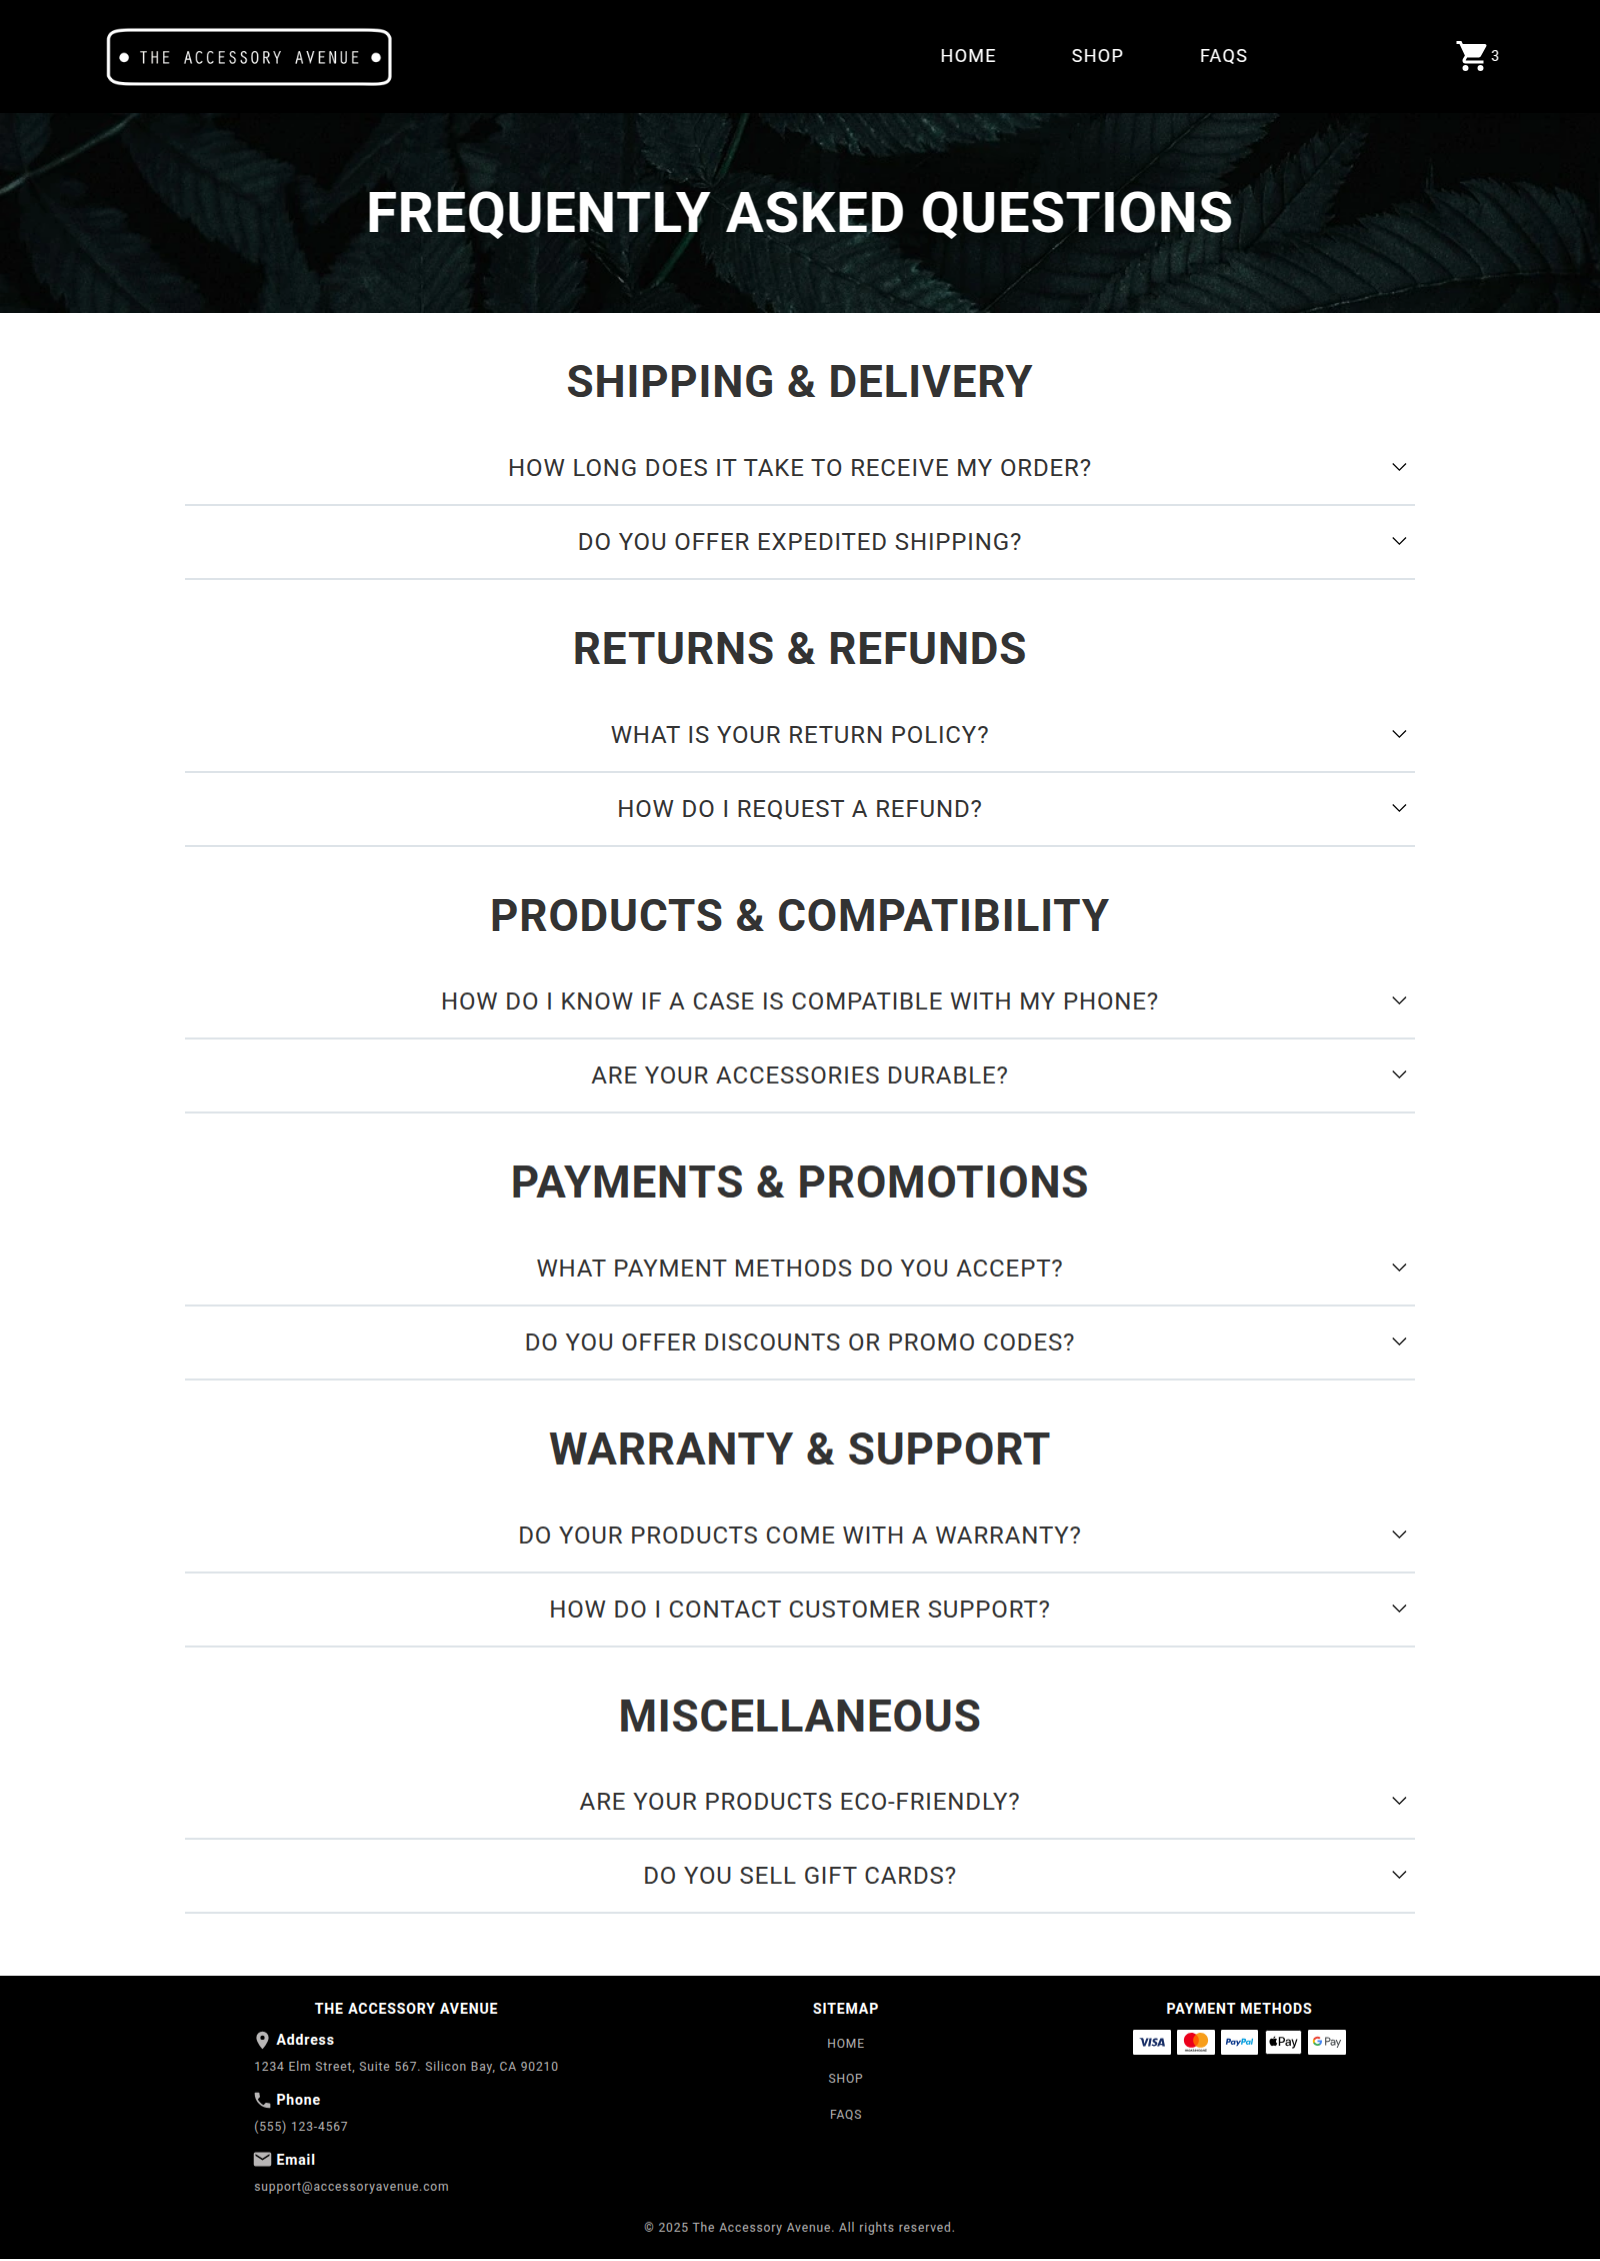 THE ACCESSORY AVENUE
HOME
SHOP
FAQS
3
FREQUENTLY ASKED QUESTIONS
SHIPPING & DELIVERY
HOW LONG DOES IT TAKE TO RECEIVE MY ORDER?
DO YOU OFFER EXPEDITED SHIPPING?
RETURNS & REFUNDS
WHAT IS YOUR RETURN POLICY?
HOW DO I REQUEST A REFUND?
PRODUCTS & COMPATIBILITY
HOW DO I KNOW IF A CASE IS COMPATIBLE WITH MY PHONE?
ARE YOUR ACCESSORIES DURABLE?
PAYMENTS & PROMOTIONS
WHAT PAYMENT METHODS DO YOU ACCEPT?
DO YOU OFFER DISCOUNTS OR PROMO CODES?
WARRANTY & SUPPORT
DO YOUR PRODUCTS COME WITH A WARRANTY?
HOW DO I CONTACT CUSTOMER SUPPORT?
MISCELLANEOUS
ARE YOUR PRODUCTS ECO-FRIENDLY?
DO YOU SELL GIFT CARDS?
THE ACCESSORY AVENUE
Address
1234 Elm Street, Suite 567. Silicon Bay, CA 90210
Phone
(555) 123-4567
Email
support@accessoryavenue.com
SITEMAP
HOME
SHOP
FAQS
PAYMENT METHODS
VISA
mastercard
PayPal
Pay
G Pay
© 2025 The Accessory Avenue. All rights reserved.